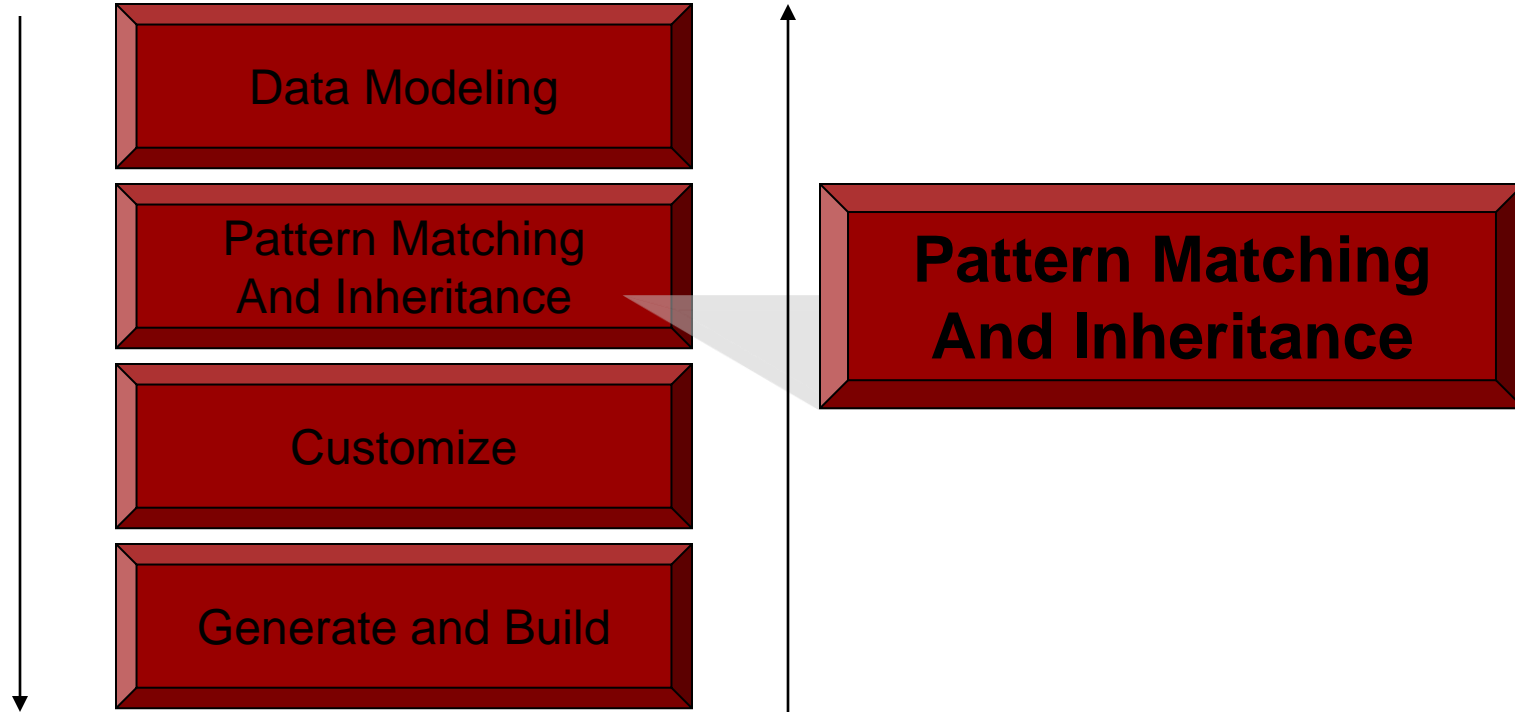 Data Modeling
Pattern Matching
And Inheritance
Customize
Generate and Build
Pattern Matching
And Inheritance